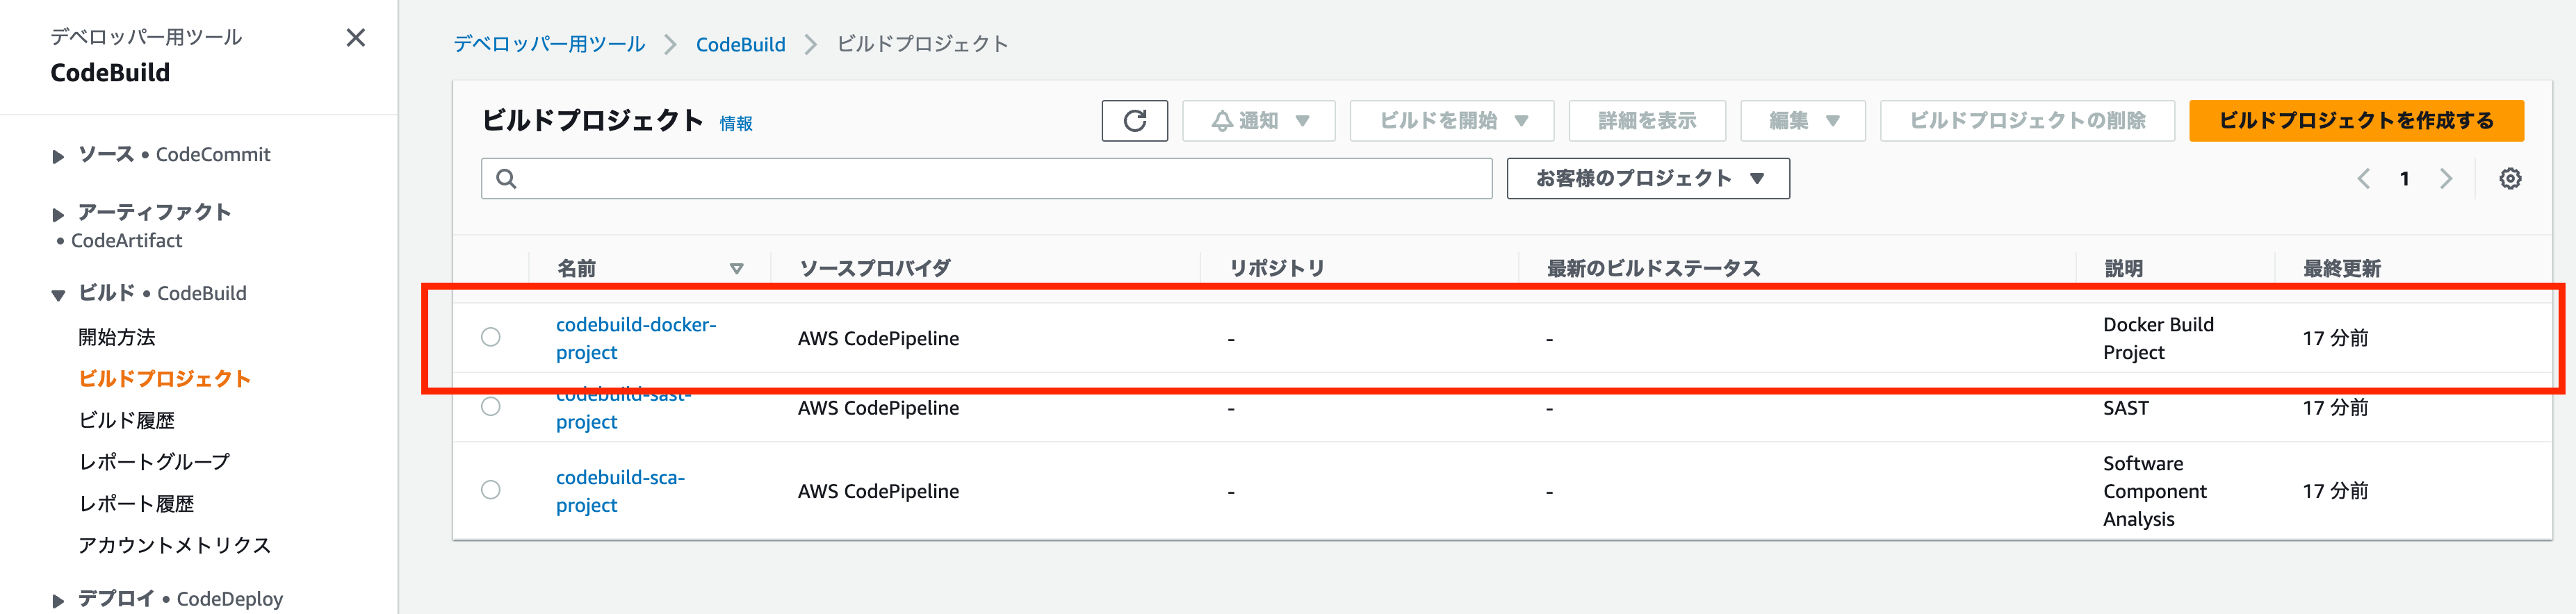 デベロッパー用ツール
CodeBuild
ソース • CodeCommit
アーティファクト
• CodeArtifact
ビルド • CodeBuild
開始方法
ビルドプロジェクト
ビルド履歴
レポートグループ
レポート履歴
アカウントメトリクス
デプロイ • CodeDeploy
デベロッパー用ツール CodeBuild ビルドプロジェクト
ビルドプロジェクト 情報 通知 ビルドを開始 詳細を表示 編集 ビルドプロジェクトの削除 ビルドプロジェクトを作成する
お客様のプロジェクト 1
名前 ソースプロバイダ リポジトリ 最新のビルドステータス 説明 最終更新
codebuild-docker-
project
AWS CodePipeline - -
Docker Build
Project
17 分前
codebuild-sast-
project
AWS CodePipeline - - SAST 17 分前
codebuild-sca-
project
AWS CodePipeline - -
Software
Component
Analysis
17 分前